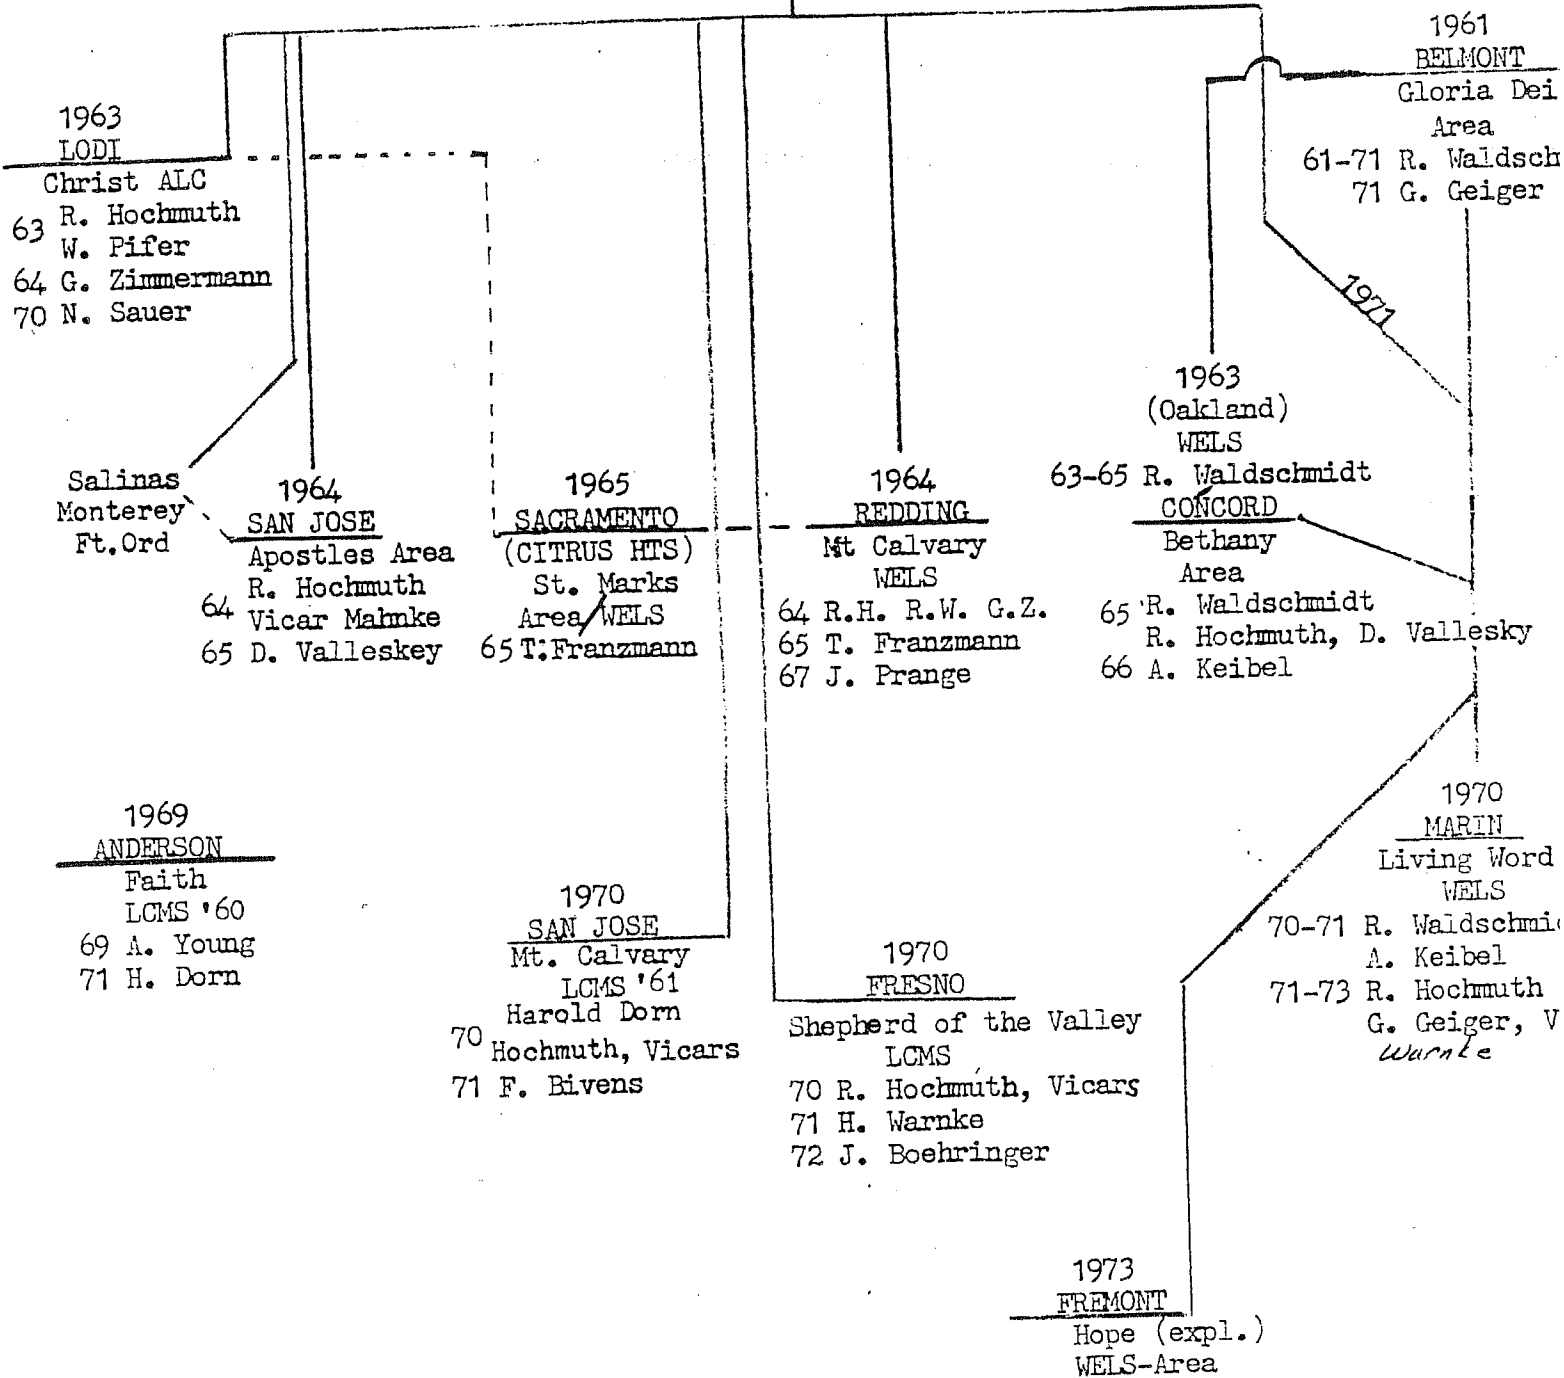 1961
BELMONT
Gloria Dei
Area
61-71 R. Waldsch
71 G. Geiger
1963
LODI
Christ ALC
63 R. Hochmuth
W. Pifer
64 G. Zimmermann
70 N. Sauer
1971
Salinas
Monterey
Ft.Ord
1964
SAN JOSE
Apostles Area
64 R. Hochmuth
Vicar Mahnke
65 D. Valleskey
1965
SACRAMENTO
(CITRUS HTS)
St. Marks
Area/WELS
65 T. Franzmann
1964
REDDING
Mt Calvary
WELS
64 R.H. R.W. G.Z.
65 T. Franzmann
67 J. Prange
1963
(Oakland)
WELS
63-65 R. Waldschmidt
CONCORD
Bethany
Area
65 R. Waldschmidt
R. Hochmuth, D. Vallesky
66 A. Keibel
1969
ANDERSON
Faith
LCMS '60
69 A. Young
71 H. Dorn
1970
SAN JOSE
Mt. Calvary
LCMS '61
70 Harold Dorn
Hochmuth, Vicars
71 F. Bivens
1970
FRESNO
Shepherd of the Valley
LCMS
70 R. Hochmuth, Vicars
71 H. Warnke
72 J. Boehringer
1970
MARIN
Living Word
WELS
70-71 R. Waldschmid
A. Keibel
71-73 R. Hochmuth
G. Geiger, V
Warnke
1973
FREMONT
Hope (expl.)
WELS-Area